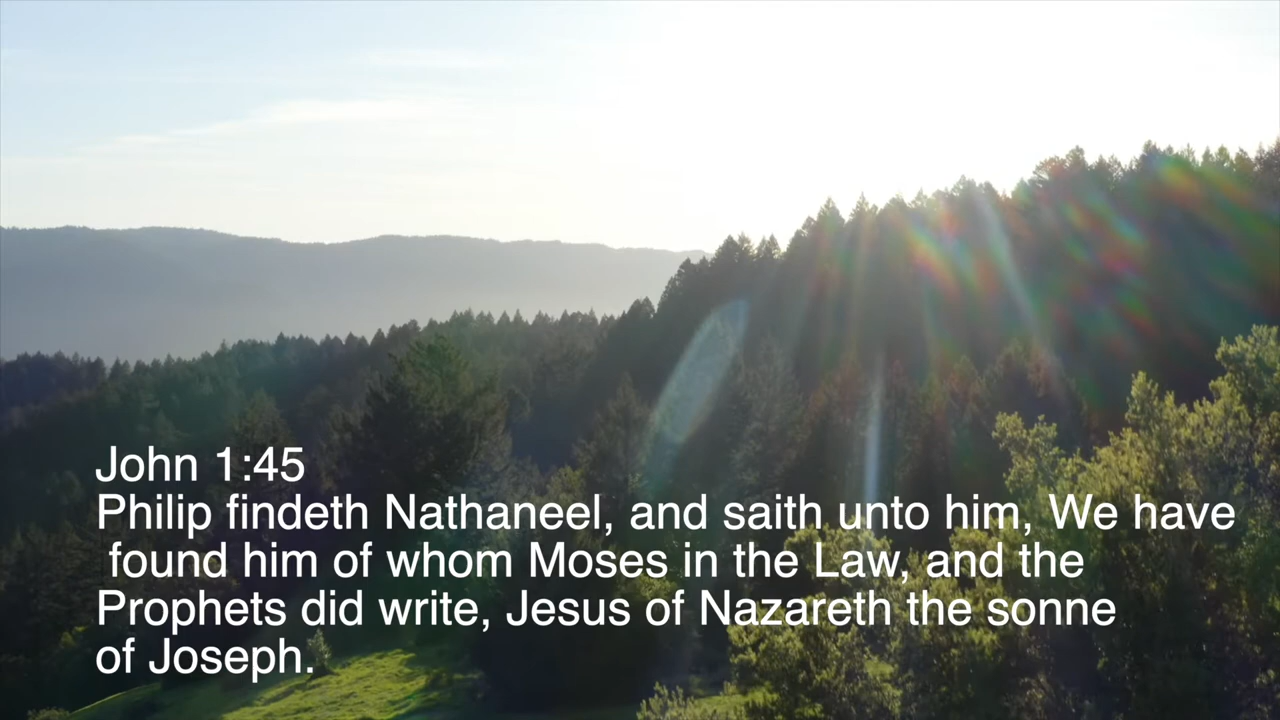 John 1:45
Philip findeth Nathaneel, and saith unto him, We have
found him of whom Moses in the Law, and the
Prophets did write, Jesus of Nazareth the sonne
of Joseph.